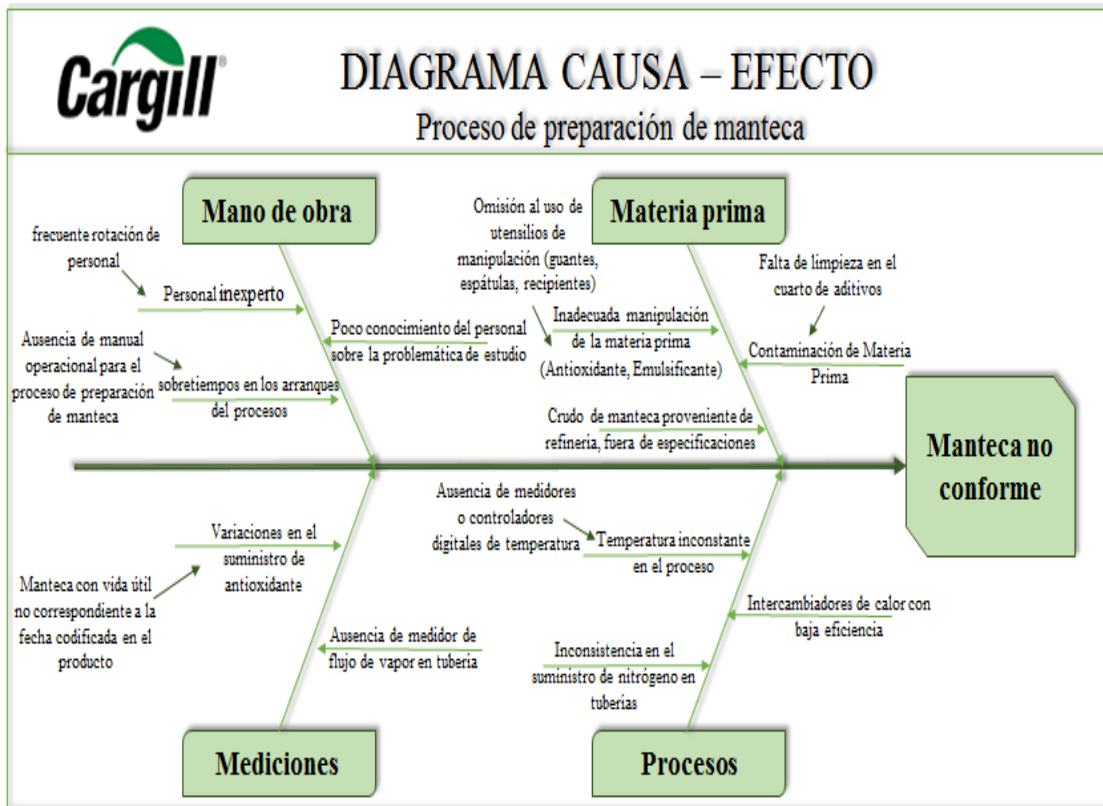 Cargill®
DIAGRAMA CAUSA – EFECTO
Proceso de preparación de manteca
Mano de obra
frecuente rotación de
personal
Personal inexperto
Poco conocimiento del personal
sobre la problemática de estudio
Ausencia de manual
operacional para el
proceso de preparación
de manteca
sobretiempos en los arranques
del procesos
Materia prima
Omisión al uso de
utensilios de
manipulación (guantes,
espátulas, recipientes)
Inadecuada manipulación
de la materia prima
(Antioxidante, Emulsificante)
Falta de limpieza en el
cuarto de aditivos
Contaminación de Materia
Prima
Crudo de manteca proveniente de
refineria, fuera de especificaciones
Manteca no
conforme
Variaciones en el
suministro de
antioxidante
Manteca con vida útil
no correspondiente a la
fecha codificada en el
producto
Ausencia de medidor de
flujo de vapor en tubería
Mediciones
Ausencia de medidores
o controladores
digitales de temperatura
Temperatura inconstante
en el proceso
Intercambiadores de calor con
baja eficiencia
Inconsistencia en el
suministro de nitrógeno en
tuberías
Procesos